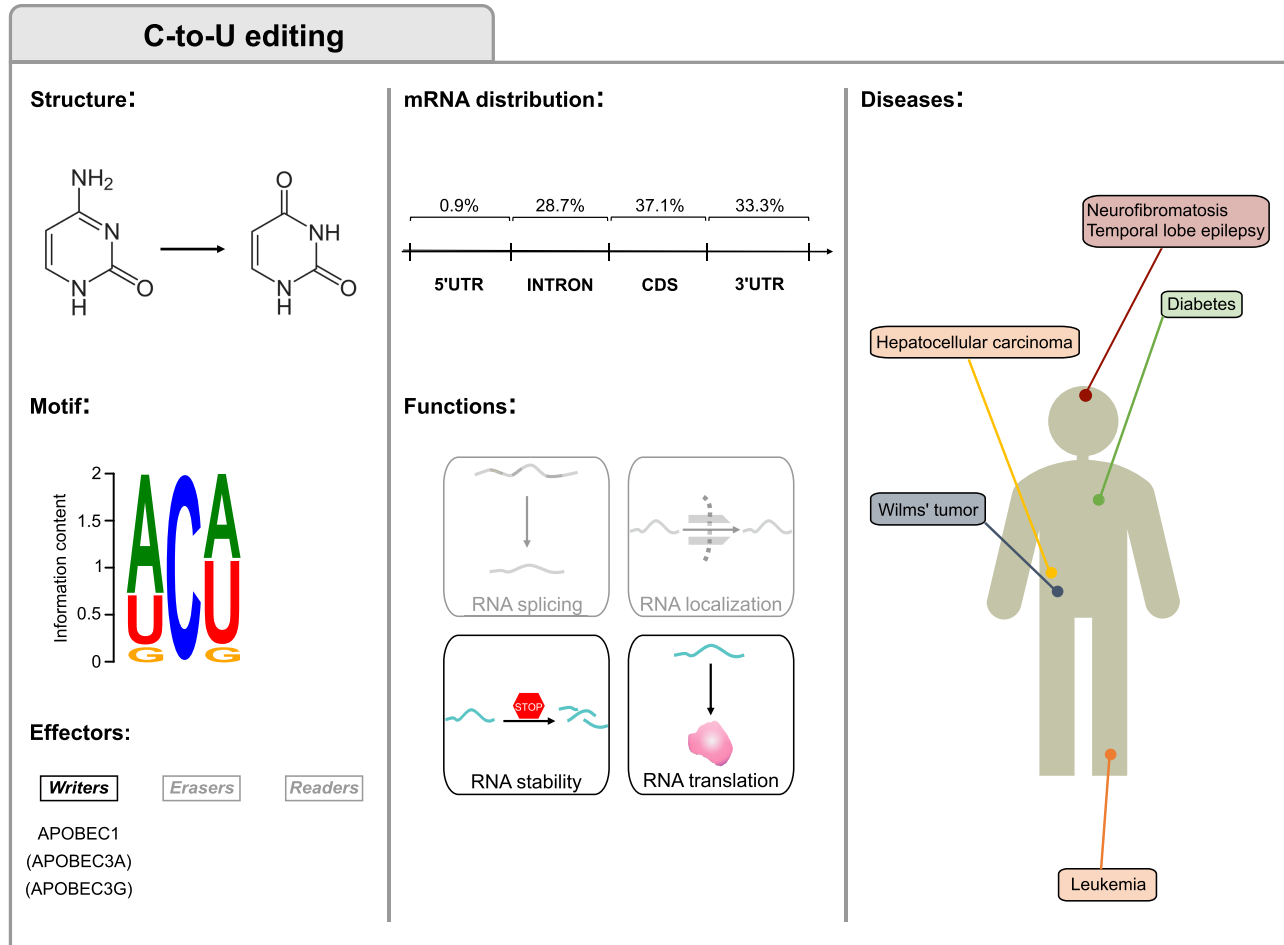 C-to-U editing
Structure:
NH2
N
N
H
O
O
NH
N
H
O
Motif:
Information content
2
1.5
1
0.5
0
A
U
G
C
A
U
G
Effectors:
Writers
Erasers
Readers
APOBEC1
(APOBEC3A)
(APOBEC3G)
mRNA distribution:
0.9%
28.7%
37.1%
33.3%
5'UTR
INTRON
CDS
3'UTR
Functions:
RNA splicing
RNA localization
STOP
RNA stability
RNA translation
Diseases:
Neurofibromatosis
Temporal lobe epilepsy
Diabetes
Hepatocellular carcinoma
Wilms' tumor
Leukemia